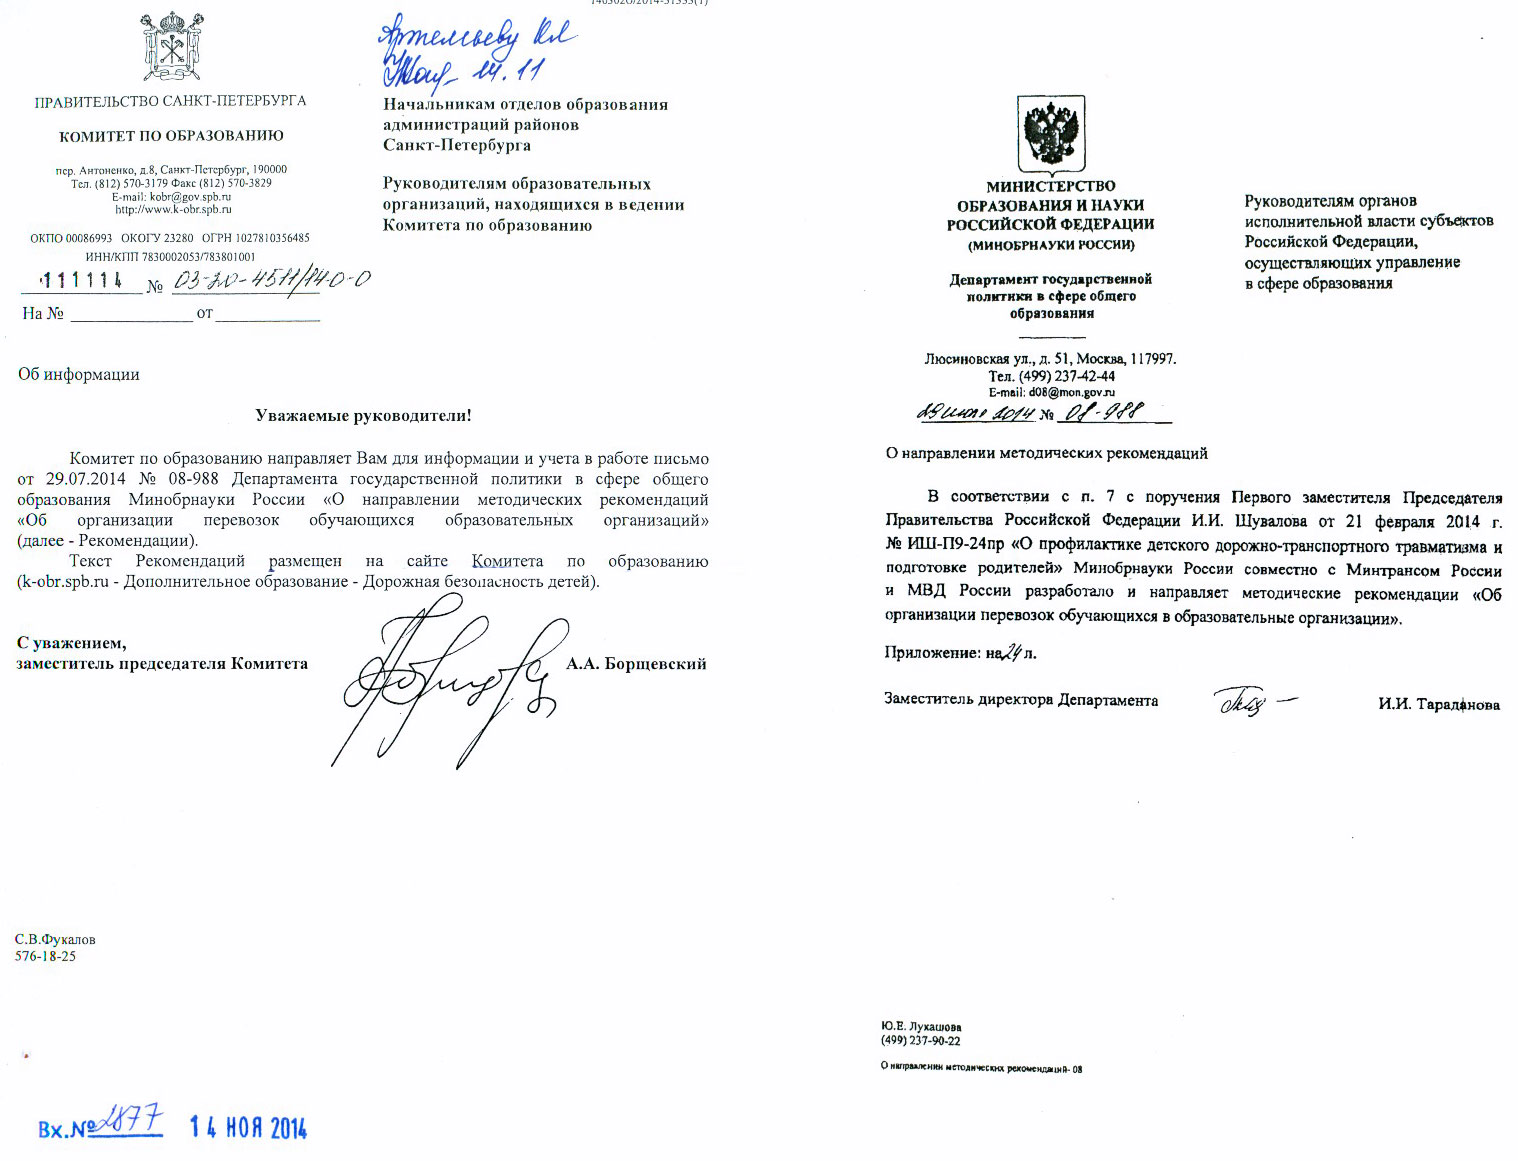 ПРАВИТЕЛЬСТВО САНКТ-ПЕТЕРБУРГА
КОМИТЕТ ПО ОБРАЗОВАНИЮ
пер. Антоненко, д.8, Санкт-Петербург, 190000
Тел. (812) 570-3179 Факс (812) 570-3829
E-mail: kobr@gov.spb.ru
http://www.k-obr.spb.ru
ОКПО 00086993 ОКОГУ 23280 ОГРН 1027810356485
ИНН/КПП 7830002053/783801001
111114 № 03-20-4511/14-0-0
На № от
14.11
Начальникам отделов образования
администраций районов
Санкт-Петербурга
Руководителям образовательных
организаций, находящихся в ведении
Комитета по образованию
Об информации
Уважаемые руководители!
Комитет по образованию направляет Вам для информации и учета в работе письмо
от 29.07.2014 № 08-988 Департамента государственной политики в сфере общего
образования Минобрнауки России «О направлении методических рекомендаций
«Об организации перевозок обучающихся образовательных организаций»
(далее - Рекомендации).
Текст Рекомендаций размещен на сайте Комитета по образованию
(k-obr.spb.ru - Дополнительное образование - Дорожная безопасность детей).
С уважением,
заместитель председателя Комитета А.А. Борщевский
С.В.Фукалов
576-18-25
Вх.№ 2877 14 НОЯ 2014
МИНИСТЕРСТВО
ОБРАЗОВАНИЯ И НАУКИ
РОССИЙСКОЙ ФЕДЕРАЦИИ
(МИНОБРНАУКИ РОССИИ)
Департамент государственной
политики в сфере общего
образования
Люсиновская ул., д. 51, Москва, 117997.
Тел. (499) 237-42-44
E-mail: d08@mon.gov.ru
29 июля 2014 № 08-988
Руководителям органов
исполнительной власти субъектов
Российской Федерации,
осуществляющих управление
в сфере образования
О направлении методических рекомендаций
В соответствии с п. 7 с поручения Первого заместителя Председателя
Правительства Российской Федерации И.И. Шувалова от 21 февраля 2014 г.
№ ИШ-П9-24пр «О профилактике детского дорожно-транспортного травматизма и
подготовке родителей» Минобрнауки России совместно с Минтрансом России
и МВД России разработало и направляет методические рекомендации «Об
организации перевозок обучающихся в образовательные организации».
Приложение: на 24 л.
Заместитель директора Департамента И.И. Тараданова
Ю.Е. Лукашова
(499) 237-90-22
О направлении методических рекомендаций- 08